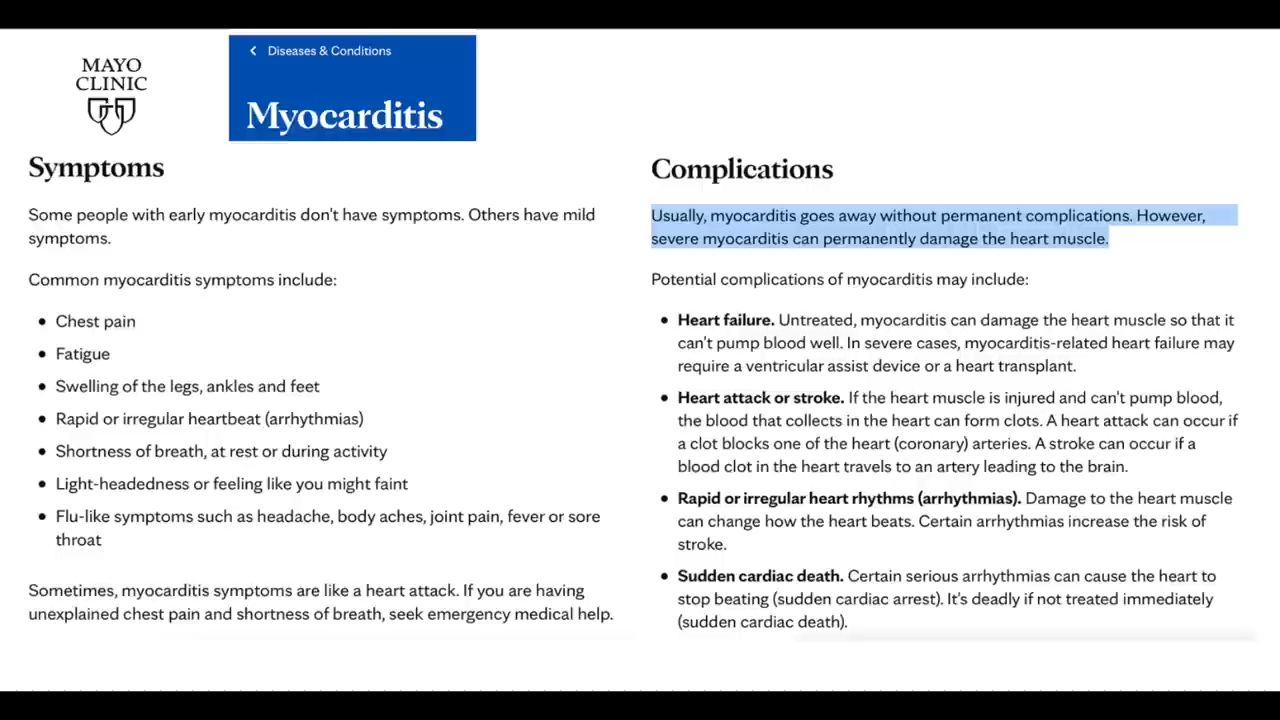 MAYO
CLINIC
< Diseases & Conditions
Myocarditis
Symptoms
Some people with early myocarditis don't have symptoms. Others have mild
symptoms.
Common myocarditis symptoms include:
• Chest pain
• Fatigue
• Swelling of the legs, ankles and feet
• Rapid or irregular heartbeat (arrhythmias)
• Shortness of breath, at rest or during activity
• Light-headedness or feeling like you might faint
• Flu-like symptoms such as headache, body aches, joint pain, fever or sore
throat
Sometimes, myocarditis symptoms are like a heart attack. If you are having
unexplained chest pain and shortness of breath, seek emergency medical help.
Complications
Usually, myocarditis goes away without permanent complications. However,
severe myocarditis can permanently damage the heart muscle.
Potential complications of myocarditis may include:
• Heart failure. Untreated, myocarditis can damage the heart muscle so that it
can't pump blood well. In severe cases, myocarditis-related heart failure may
require a ventricular assist device or a heart transplant.
• Heart attack or stroke. If the heart muscle is injured and can't pump blood,
the blood that collects in the heart can form clots. A heart attack can occur if
a clot blocks one of the heart (coronary) arteries. A stroke can occur if a
blood clot in the heart travels to an artery leading to the brain.
• Rapid or irregular heart rhythms (arrhythmias). Damage to the heart muscle
can change how the heart beats. Certain arrhythmias increase the risk of
stroke.
• Sudden cardiac death. Certain serious arrhythmias can cause the heart to
stop beating (sudden cardiac arrest). It's deadly if not treated immediately
(sudden cardiac death).